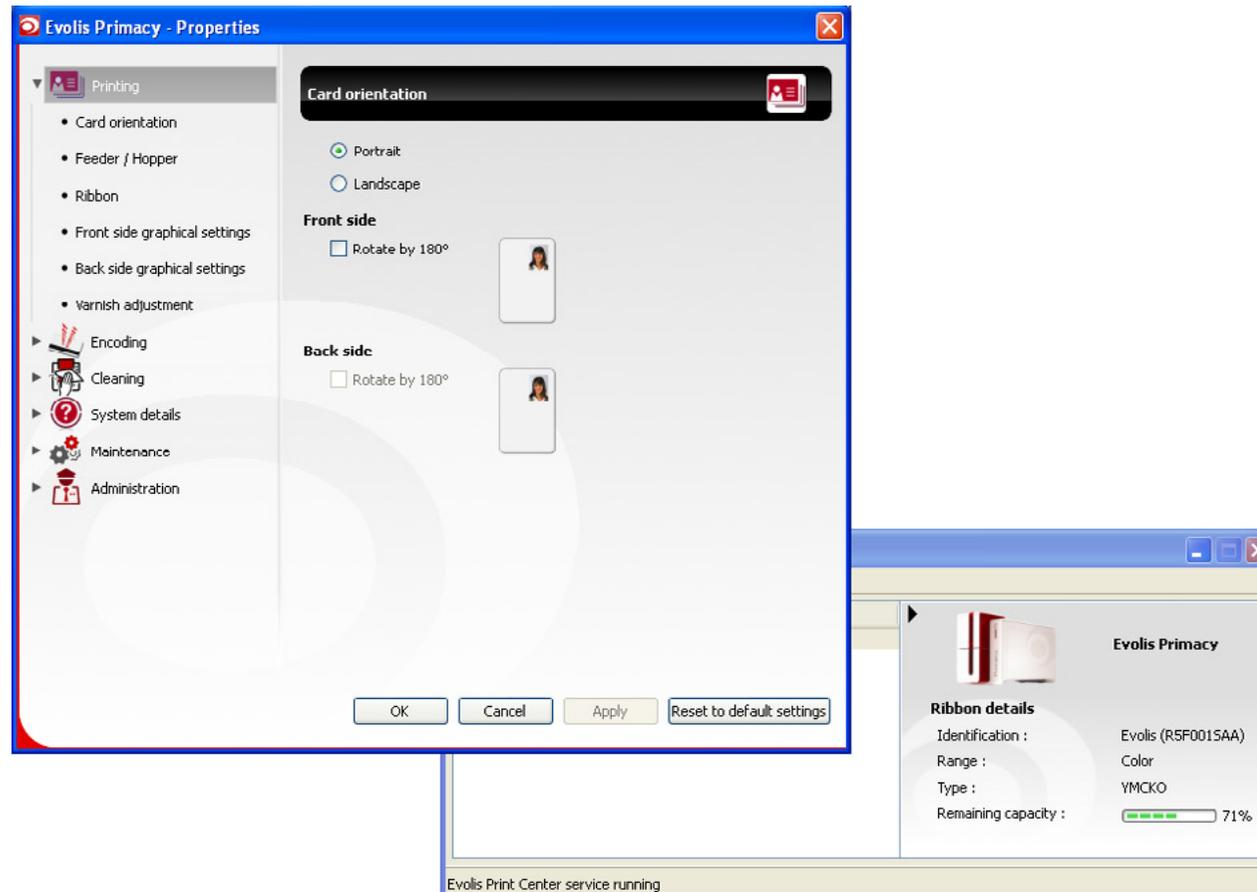 Evolis Primacy - Properties
Printing
Card orientation
Feeder / Hopper
Ribbon
Front side graphical settings
Back side graphical settings
Varnish adjustment
Encoding
Cleaning
System details
Maintenance
Administration
Card orientation
Portrait
Landscape
Front side
Rotate by 180°
Back side
Rotate by 180°
OK Cancel Apply Reset to default settings
Evolis Primacy
Ribbon details
Identification : Evolis (R5F001SAA)
Range : Color
Type : YMCKO
Remaining capacity : 71%
Evolis Print Center service running